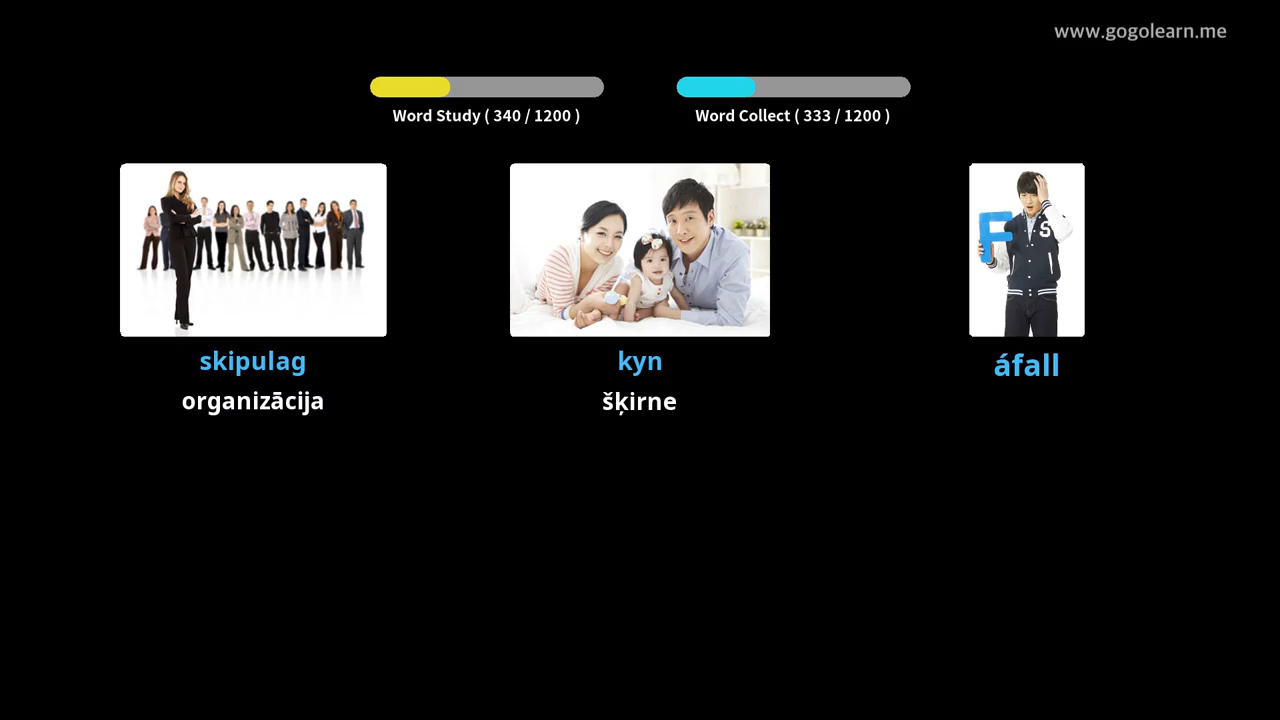 www.gogolearn.me
Word Study ( 340 / 1200 )
Word Collect ( 333 / 1200 )
F
S
skipulag
kyn
áfall
organizācija
šķirne